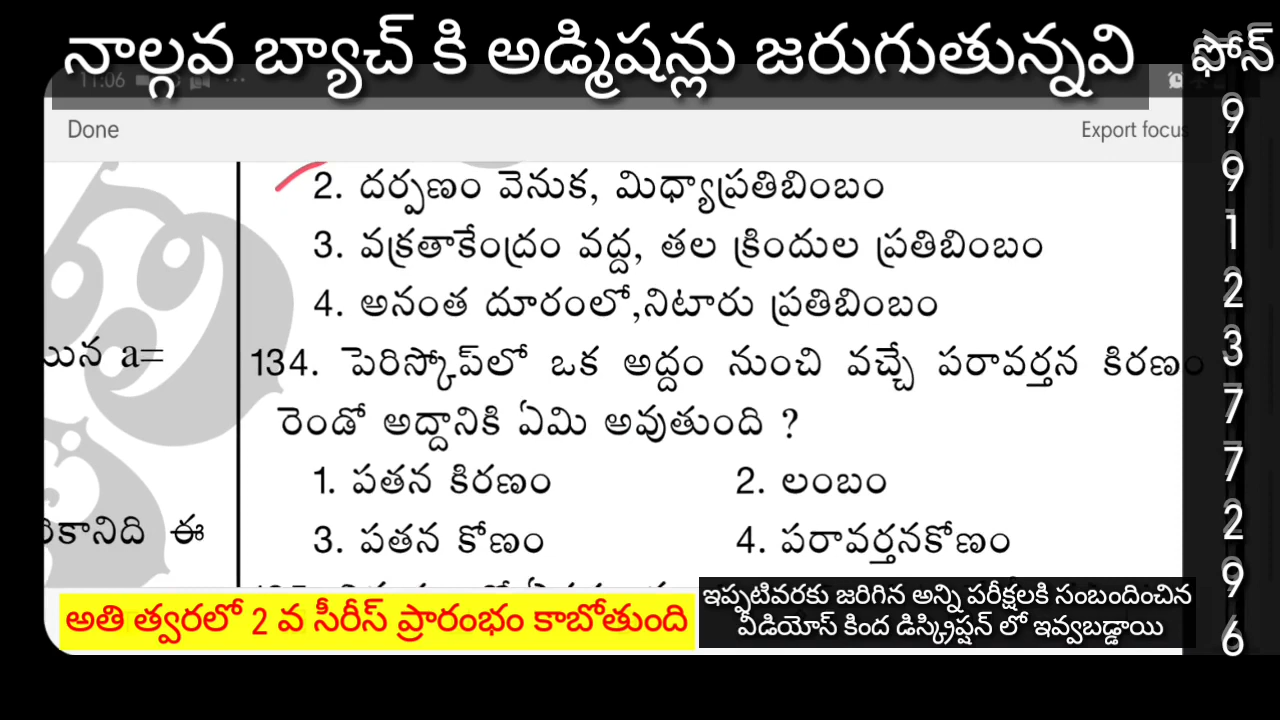 నాల్గవ బ్యాచ్ కి అడ్మిషన్లు జరుగుతున్నవి
ఫోన్
9
9
1
2
3
7
7
2
9
6
11:06
Done
Export focus
2. దర్పణం వెనుక, మిధ్యాప్రతిబింబం
3. వక్రతాకేంద్రం వద్ద, తల క్రిందుల ప్రతిబింబం
4. అనంత దూరంలో,నిటారు ప్రతిబింబం
a=
134. పెరిస్కోప్‌లో ఒక అద్దం నుంచి వచ్చే పరావర్తన కిరణం
రెండో అద్దానికి ఏమి అవుతుంది ?
1. పతన కిరణం 2. లంబం
3. పతన కోణం 4. పరావర్తనకోణం
ఈ
అతి త్వరలో 2 వ సీరీస్ ప్రారంభం కాబోతుంది
ఇప్పటివరకు జరిగిన అన్ని పరీక్షలకి సంబందించిన
వీడియోస్ కింద డిస్క్రిప్షన్ లో ఇవ్వబడ్డాయి